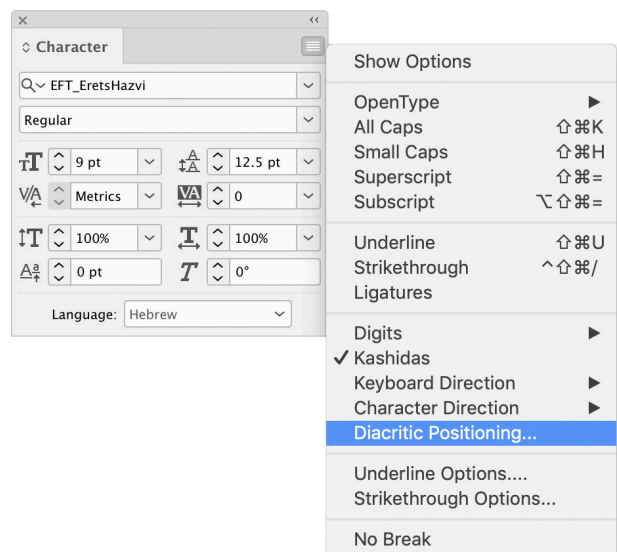 Character
EFT_EretsHazvi
Regular
9 pt
12.5 pt
Metrics
0
100%
100%
0 pt
0°
Language: Hebrew
Show Options
OpenType ▶
All Caps ⇧⌘K
Small Caps ⇧⌘H
Superscript ⇧⌘=
Subscript ⌥⇧⌘=
Underline ⇧⌘U
Strikethrough ^⇧⌘/
Ligatures
Digits ▶
✓ Kashidas
Keyboard Direction ▶
Character Direction ▶
Diacritic Positioning...
Underline Options....
Strikethrough Options...
No Break